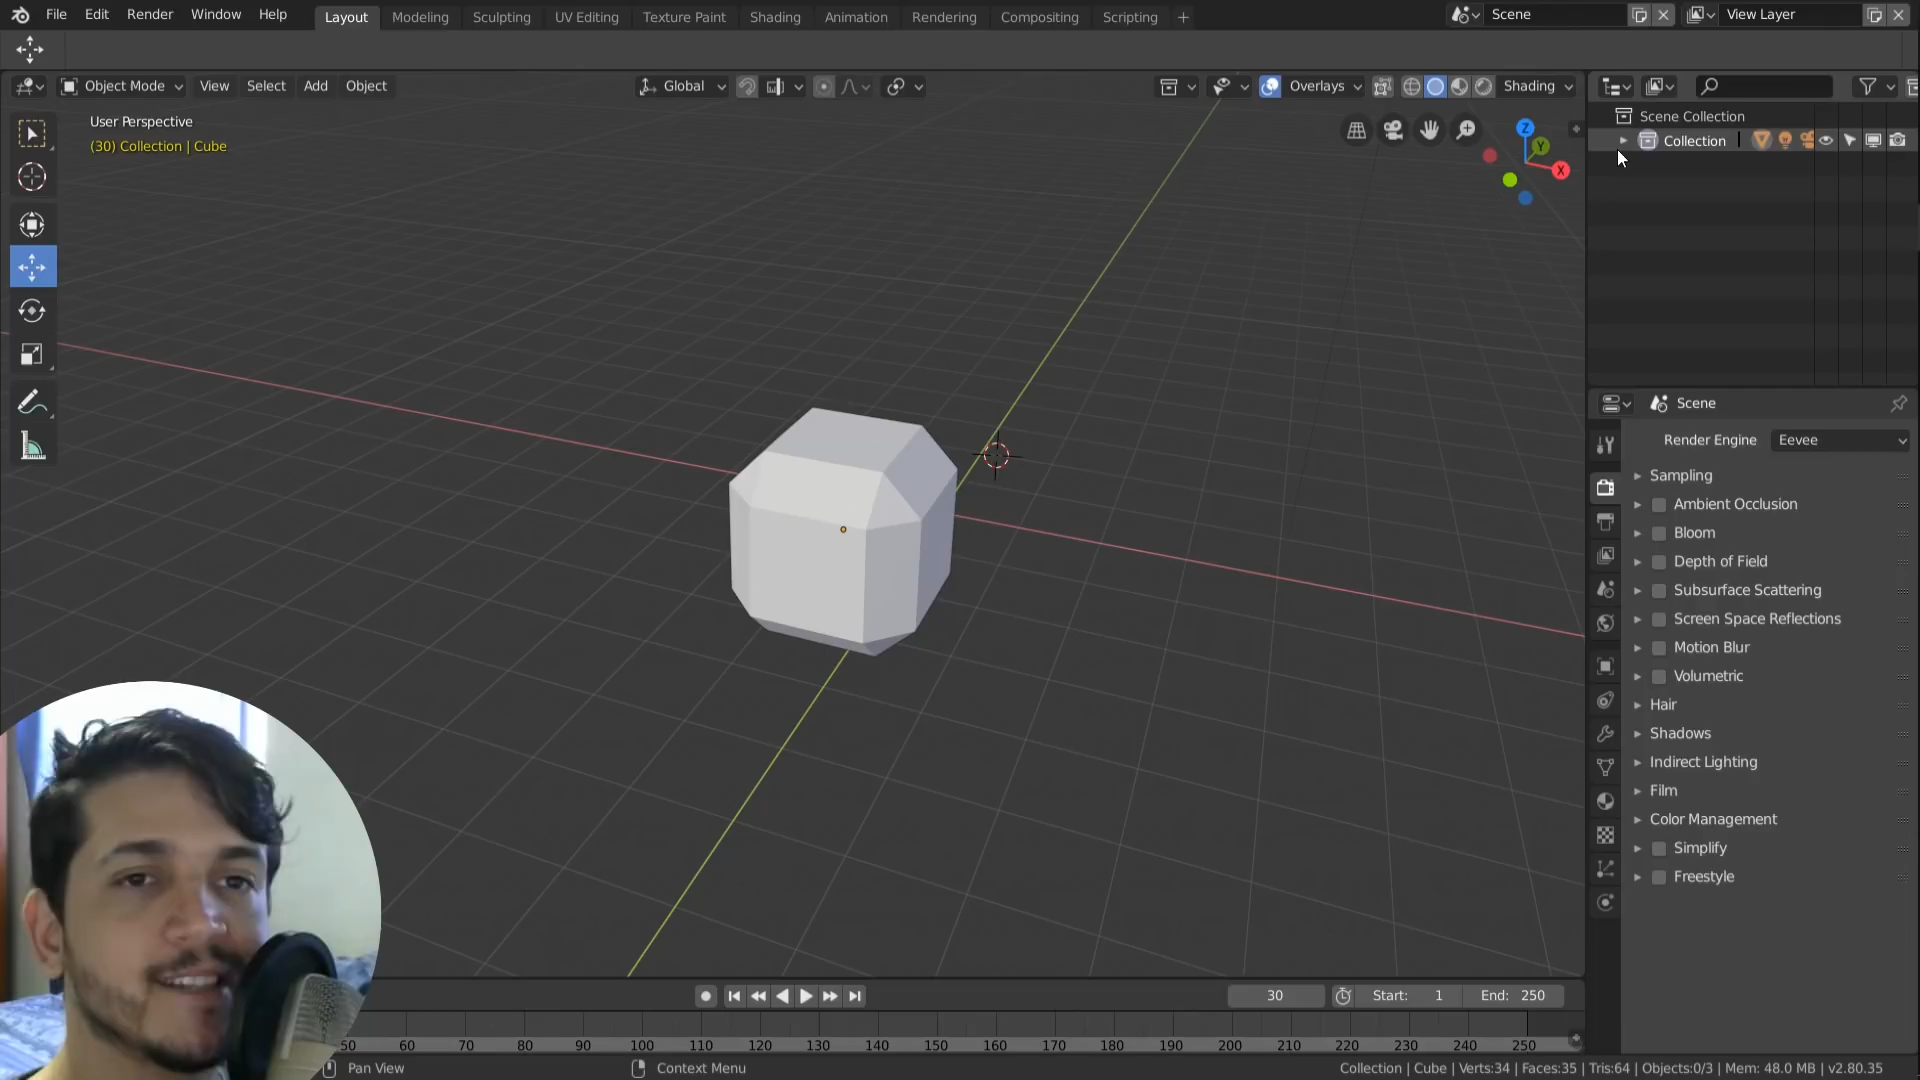 File Edit Render Window Help Layout Modeling Sculpting UV Editing Texture Paint Shading Animation Rendering Compositing Scripting + Scene View Layer
Object Mode View Select Add Object Global Overlays Shading
User Perspective
(30) Collection | Cube
Z
Y
X
Scene Collection
Collection
Scene
Render Engine Eevee
Sampling
Ambient Occlusion
Bloom
Depth of Field
Subsurface Scattering
Screen Space Reflections
Motion Blur
Volumetric
Hair
Shadows
Indirect Lighting
Film
Color Management
Simplify
Freestyle
30 Start: 1 End: 250
50 60 70 80 90 100 110 120 130 140 150 160 170 180 190 200 210 220 230 240 250
Pan View Context Menu Collection | Cube | Verts:34 | Faces:35 | Tris:64 | Objects:0/3 | Mem: 48.0 MB | v2.80.35